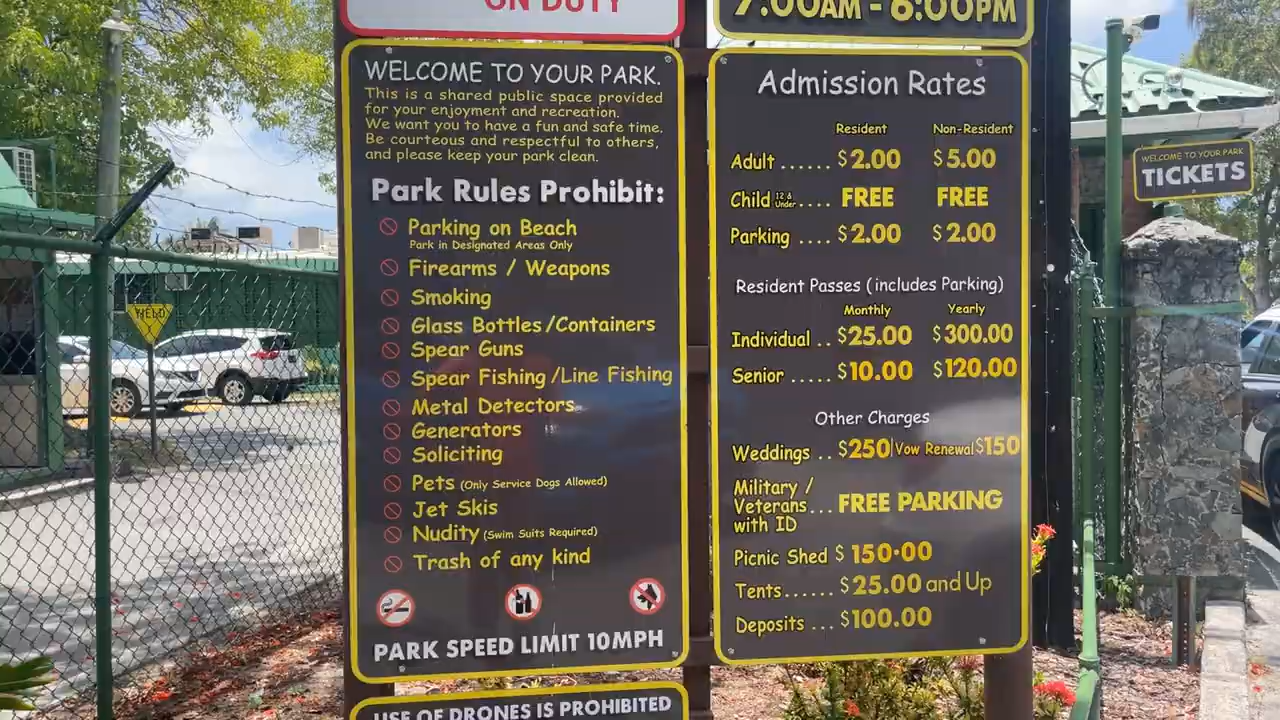 ON DUTY
7:00AM - 6:00PM
WELCOME TO YOUR PARK.
This is a shared public space provided
for your enjoyment and recreation.
We want you to have a fun and safe time.
Be courteous and respectful to others,
and please keep your park clean.
Park Rules Prohibit:
Parking on Beach
Park in Designated Areas Only
Firearms / Weapons
Smoking
Glass Bottles/Containers
Spear Guns
Spear Fishing/Line Fishing
Metal Detectors
Generators
Soliciting
Pets (Only Service Dogs Allowed)
Jet Skis
Nudity (Swim Suits Required)
Trash of any kind
PARK SPEED LIMIT 10MPH
USE OF DRONES IS PROHIBITED
Admission Rates
Resident Non-Resident
Adult ...... $2.00 $5.00
Child 12 & Under .... FREE FREE
Parking .... $2.00 $2.00
Resident Passes (includes Parking)
Monthly Yearly
Individual .. $25.00 $300.00
Senior ..... $10.00 $120.00
Other Charges
Weddings .. $250|Vow Renewal $150
Military /
Veterans... FREE PARKING
with ID
Picnic Shed $150.00
Tents...... $25.00 and Up
Deposits ... $100.00
WELCOME TO YOUR PARK
TICKETS
YIELD